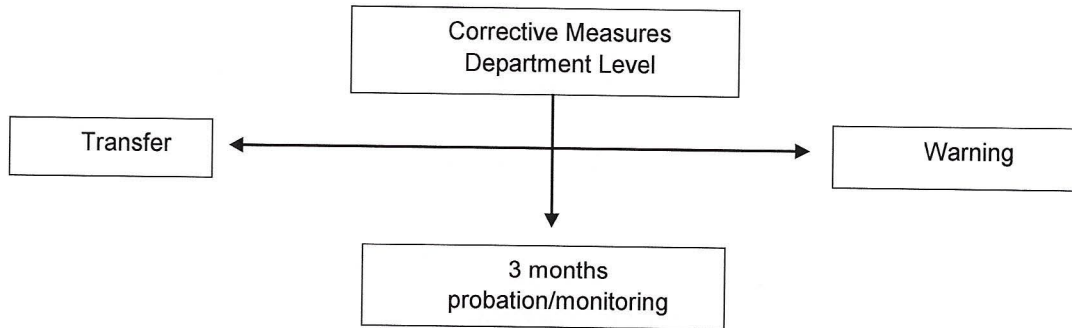 Corrective Measures
Department Level
Transfer
Warning
3 months
probation/monitoring